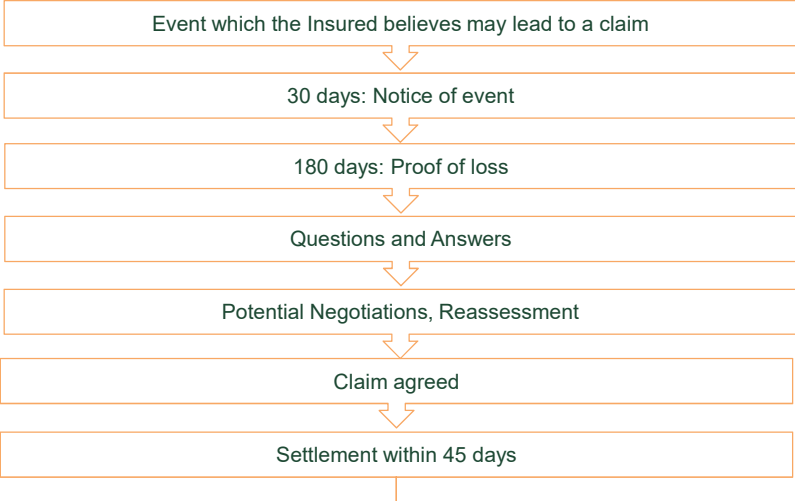 Event which the Insured believes may lead to a claim
30 days: Notice of event
180 days: Proof of loss
Questions and Answers
Potential Negotiations, Reassessment
Claim agreed
Settlement within 45 days